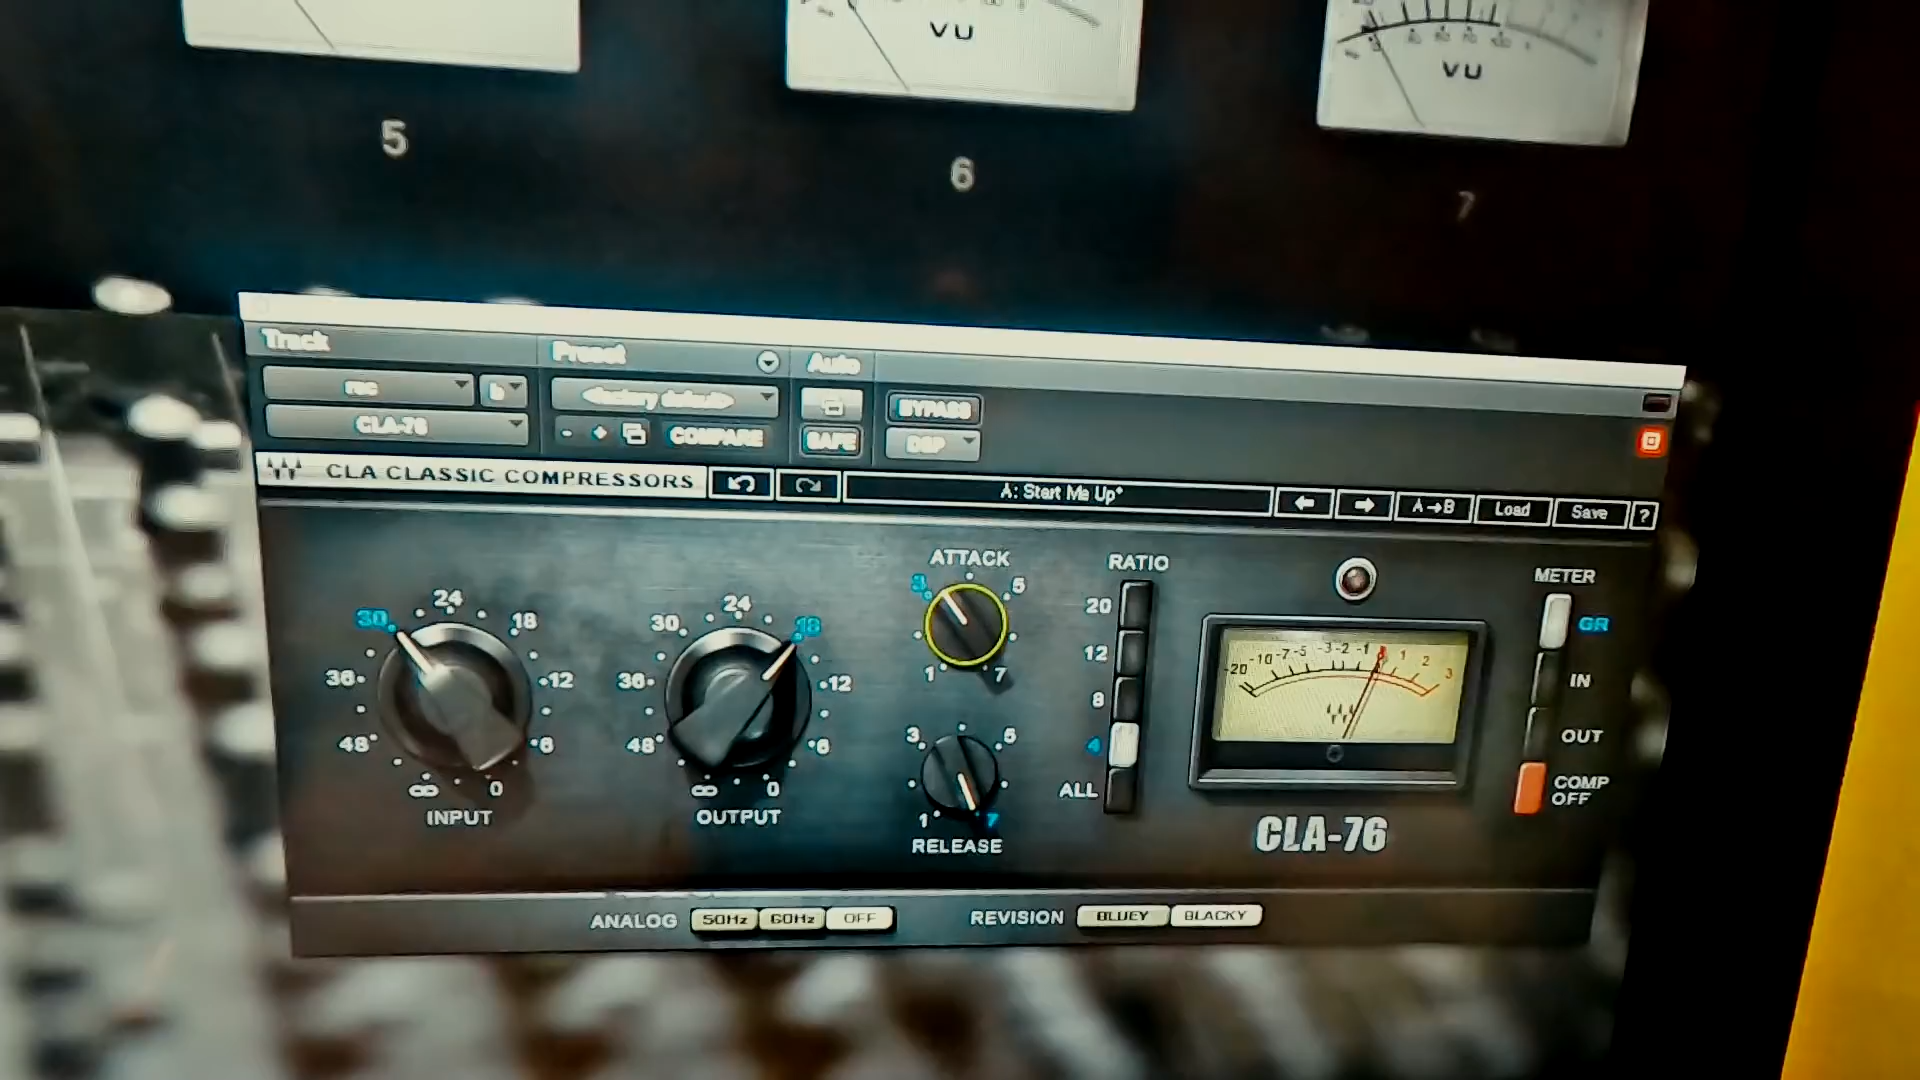 VU
VU
5
6
7
Track
Preset
Auto
rec
b
<factory default>
BYPASS
CLA-76
- +
COMPARE
SAFE
DSP
CLA CLASSIC COMPRESSORS
A: Start Me Up*
A→B
Load
Save
?
ATTACK
3
5
1
7
RATIO
20
12
8
4
ALL
METER
GR
IN
OUT
COMP
OFF
30
24
18
36
12
48
6
∞
0
INPUT
30
24
18
36
12
48
6
∞
0
OUTPUT
3
5
1
7
RELEASE
-20 -10 -7 -5 -3 -2 -1 0 1 2 3
CLA-76
ANALOG
50Hz
60Hz
OFF
REVISION
BLUEY
BLACKY